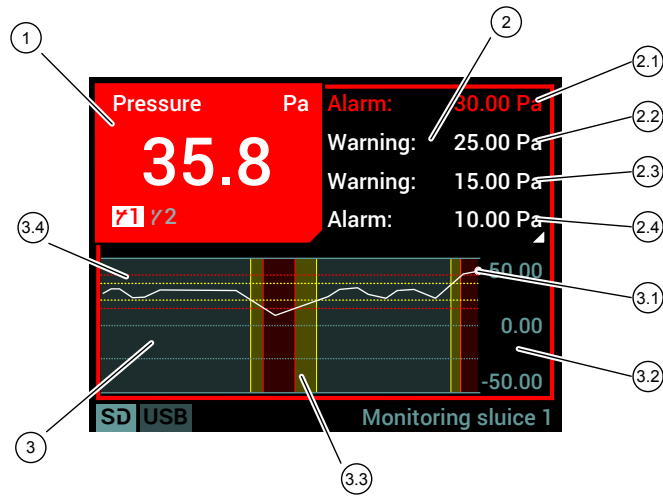 1
2
2.1
Pressure Pa
Alarm: 30.00 Pa
2.2
35.8
Warning: 25.00 Pa
2.3
Warning: 15.00 Pa
2.4
1 2
Alarm: 10.00 Pa
3.4
50.00
3.1
0.00
3.2
-50.00
SD USB
Monitoring sluice 1
3
3.3